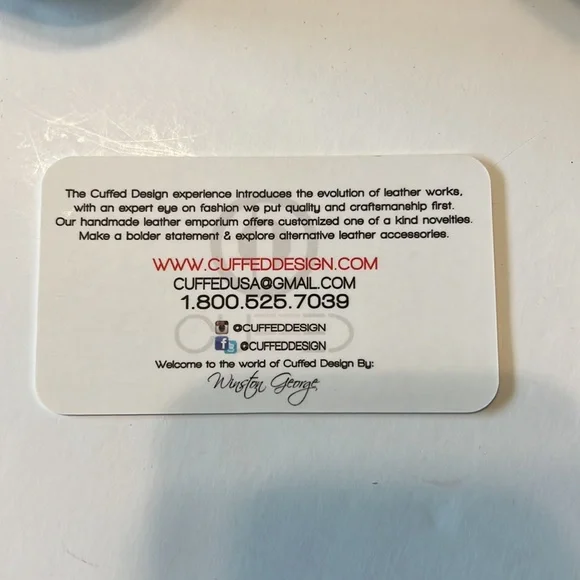 The Cuffed Design experience introduces the evolution of leather works,
with an expert eye on fashion we put quality and craftsmanship first.
Our handmade leather emporium offers customized one of a kind novelties.
Make a bolder statement & explore alternative leather accessories.
WWW.CUFFEDDESIGN.COM
CUFFEDUSA@GMAIL.COM
1.800.525.7039
@CUFFEDDESIGN
@CUFFEDDESIGN
CUFFED
Welcome to the world of Cuffed Design By:
Winston George